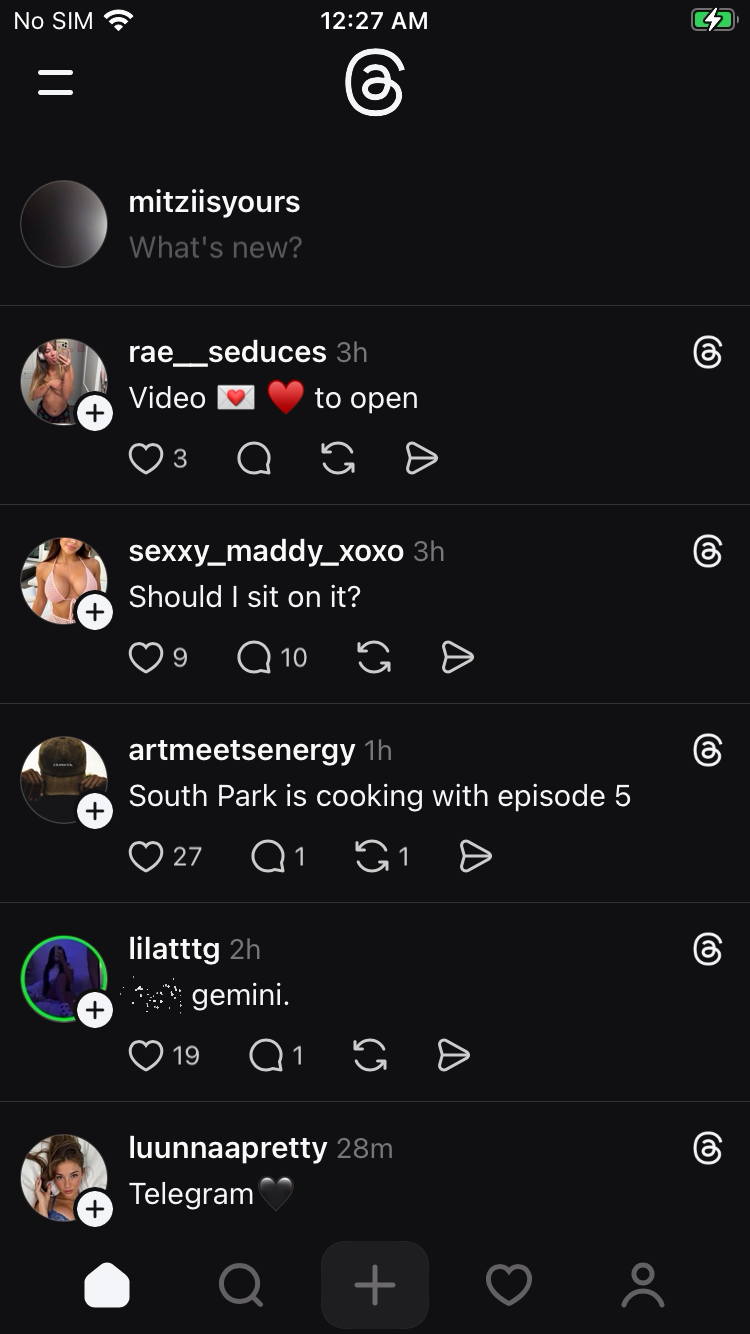 No SIM 12:27 AM
mitziisyours
What's new?
rae__seduces 3h
Video 💌 ♥️ to open
3
sexxy_maddy_xoxo 3h
Should I sit on it?
9 10
artmeetsenergy 1h
South Park is cooking with episode 5
27 1 1
lilatttg 2h
gemini.
19 1
luunnaapretty 28m
Telegram🖤